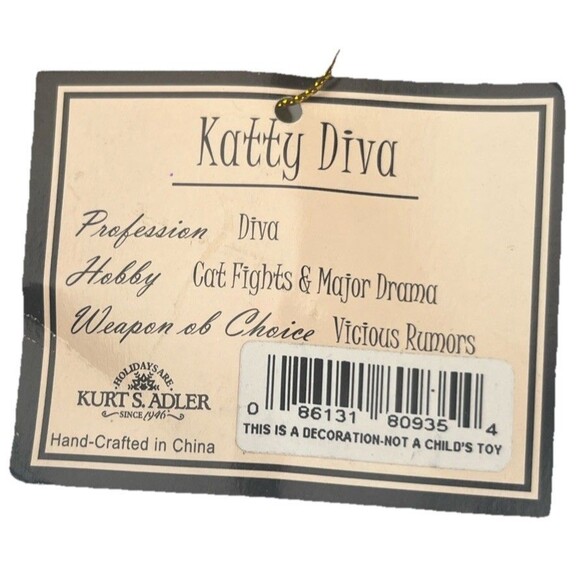 Katty Diva
Profession Diva
Hobby Cat Fights & Major Drama
Weapon of Choice Vicious Rumors
HOLIDAYS ARE
KURT S. ADLER
SINCE 1946
Hand-Crafted in China
0 86131 80935 4
THIS IS A DECORATION-NOT A CHILD'S TOY